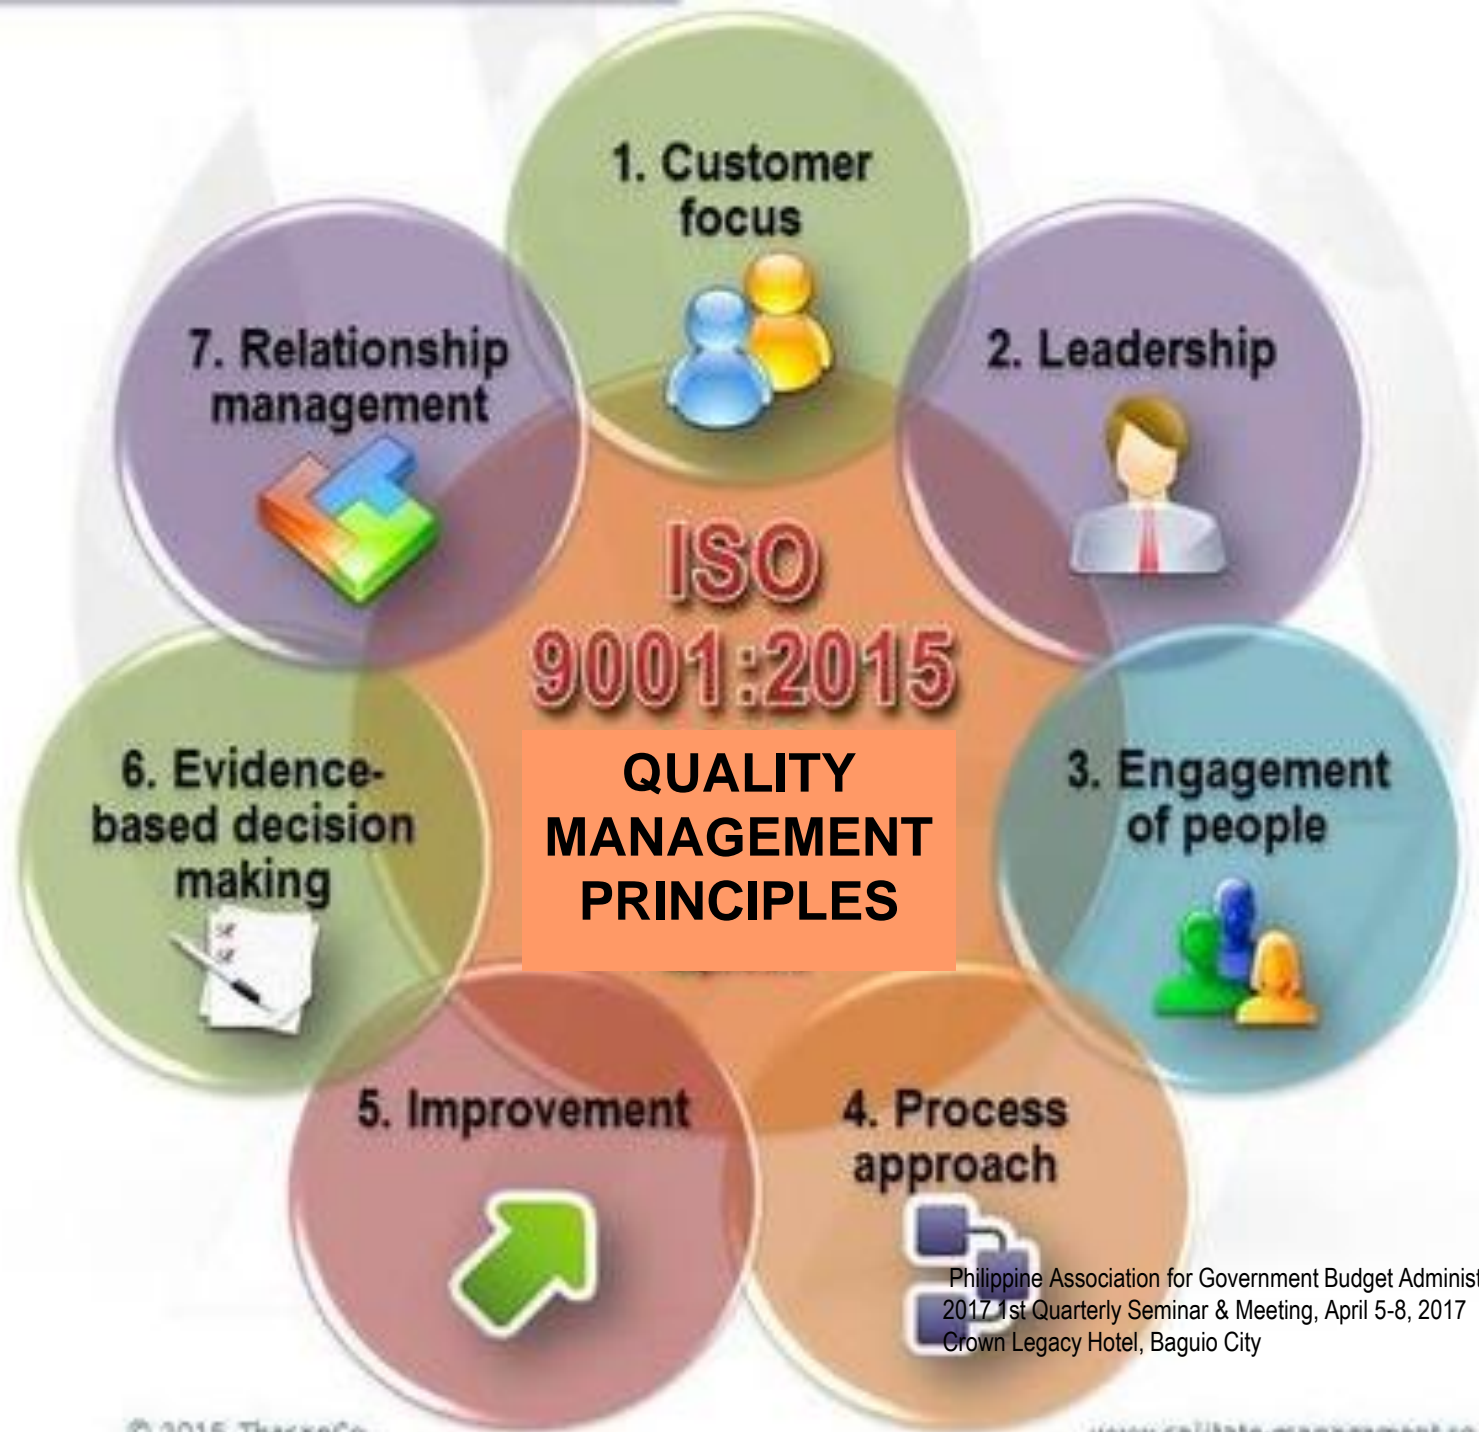 1. Customer
focus
2. Leadership
3. Engagement
of people
4. Process
approach
5. Improvement
6. Evidence-
based decision
making
7. Relationship
management
ISO
9001:2015
QUALITY
MANAGEMENT
PRINCIPLES
Philippine Association for Government Budget Administ
2017 1st Quarterly Seminar & Meeting, April 5-8, 2017
Crown Legacy Hotel, Baguio City
© 2015